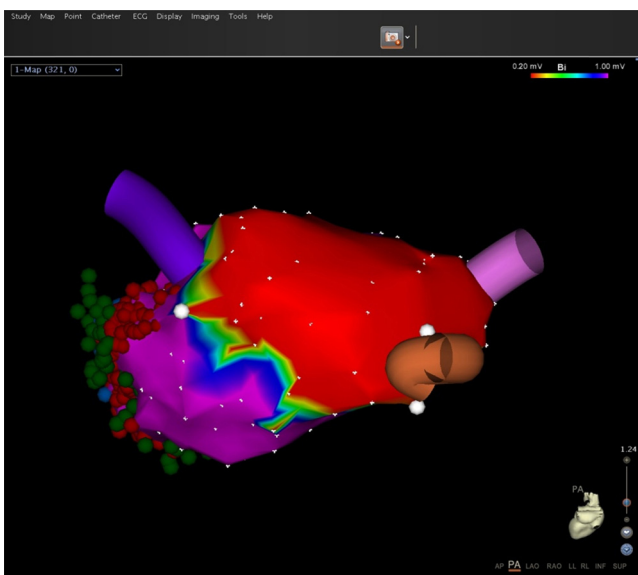 Study Map Point Catheter ECG Display Imaging Tools Help
1-Map (321, 0)
0.20 mV Bi 1.00 mV
1.24
PA
AP PA LAO RAO LL RL INF SUP